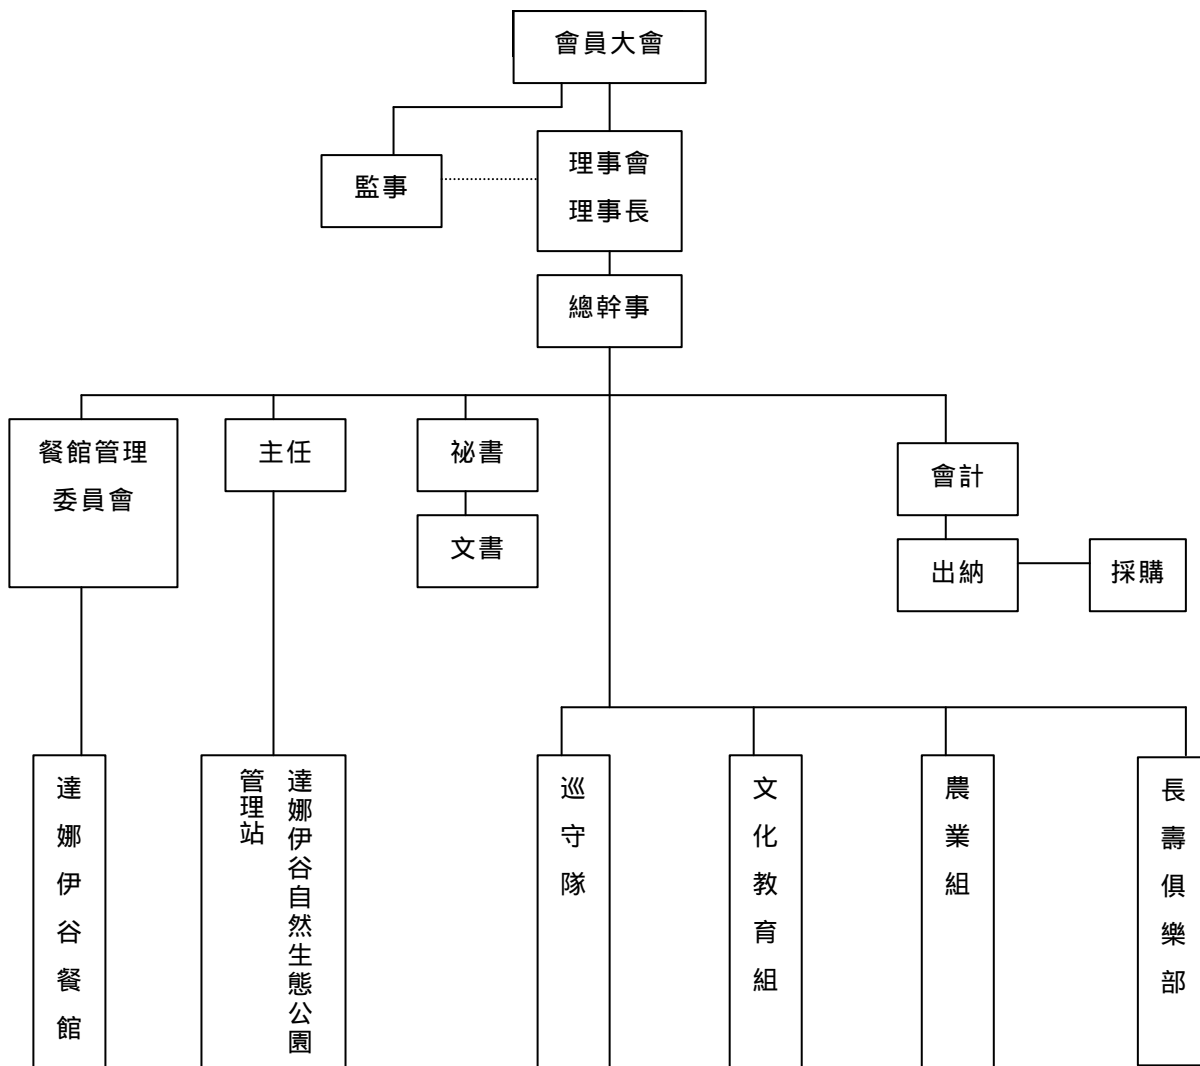 會員大會
監事
理事會
理事長
總幹事
餐館管理
委員會
主任
祕書
文書
會計
出納
採購
達娜伊谷餐館
達娜伊谷自然生態公園
管理站
巡守隊
文化教育組
農業組
長壽俱樂部